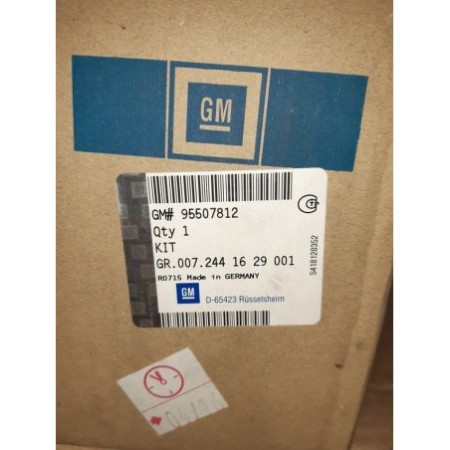 GM
GM# 95507812
Qty 1
KIT
GR.007.244 16 29 001
R0715 Made in GERMANY
GM D-65423 Rüsselsheim
S418128352